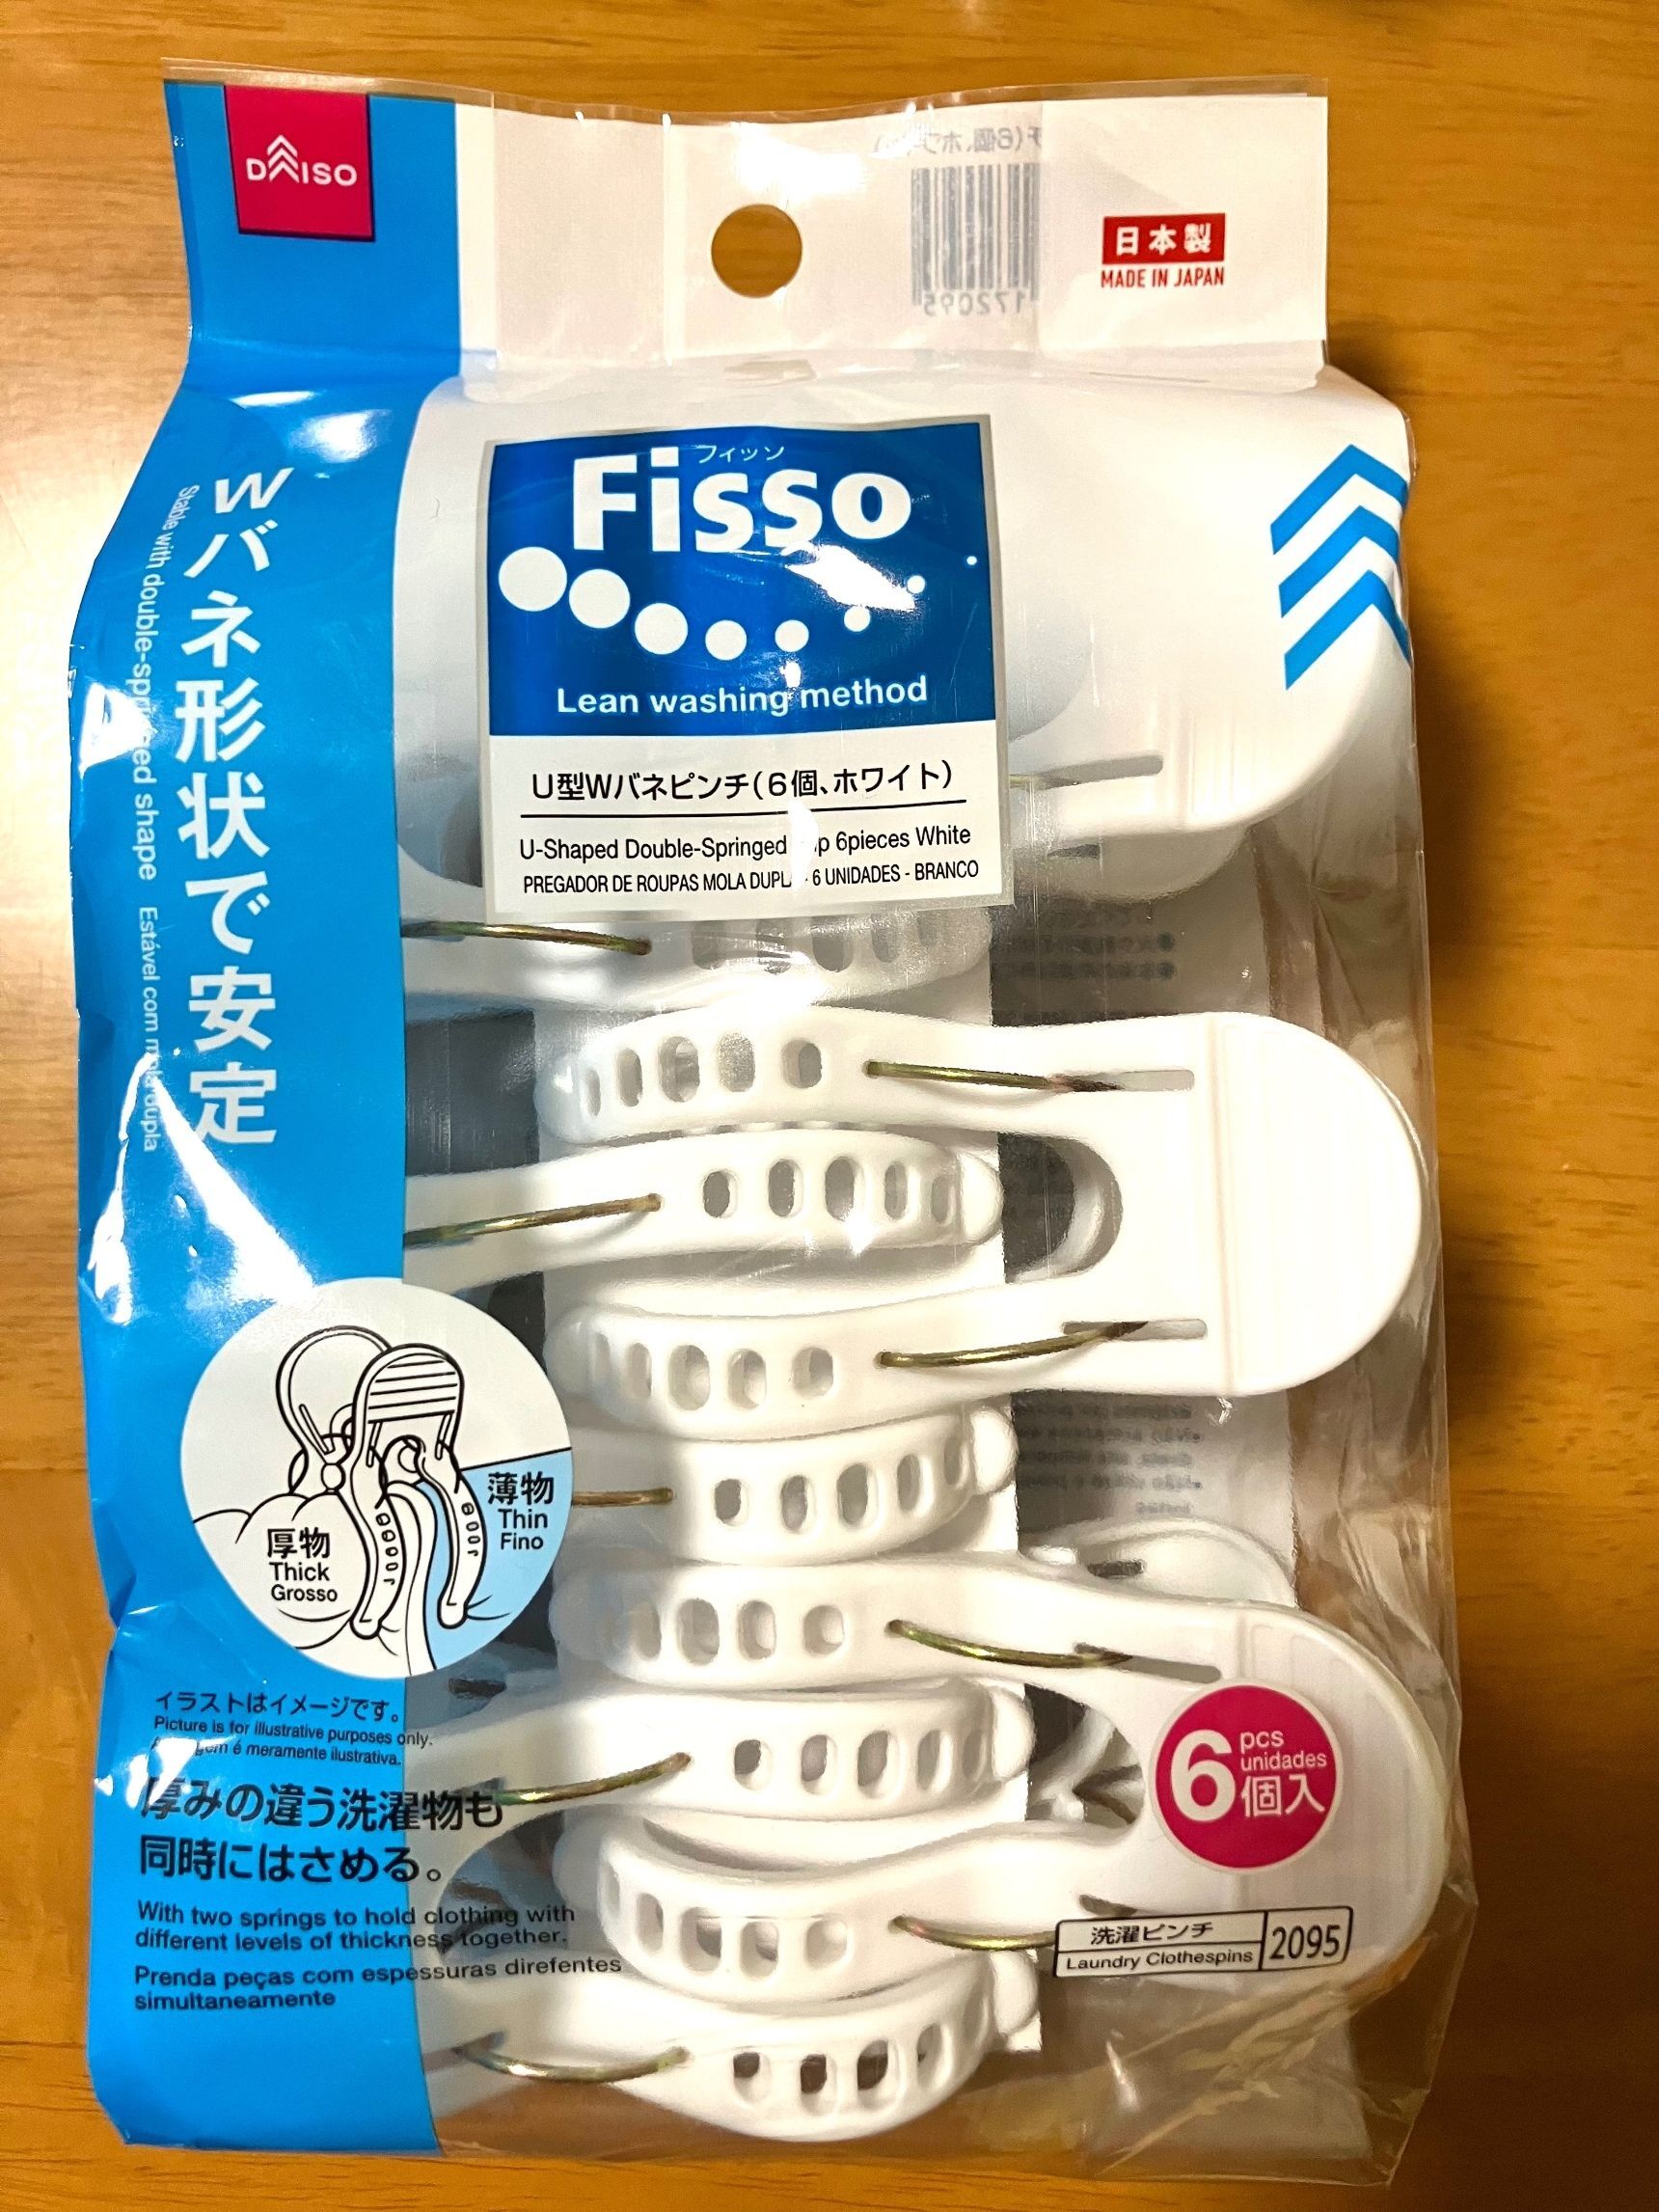 DAISO
日本製
MADE IN JAPAN
172095
フィッソ
Fisso
Lean washing method
U型Wバネピンチ(6個、ホワイト)
U-Shaped Double-Springed 6pieces White
PREGADOR DE ROUPAS MOLA - 6 UNIDADES - BRANCO
Wバネ形状で安定
Stable with double-springed shape
Estável com mola dupla
厚物
Thick
Grosso
薄物
Thin
Fino
イラストはイメージです。
Picture is for illustrative purposes only.
é meramente ilustrativa.
厚みの違う洗濯物も
同時にはさめる。
With two springs to hold clothing with
different levels of thickness together.
Prenda peças com espessuras direfentes
simultaneamente
6
pcs
unidades
個入
洗濯ピンチ
Laundry Clothespins
2095